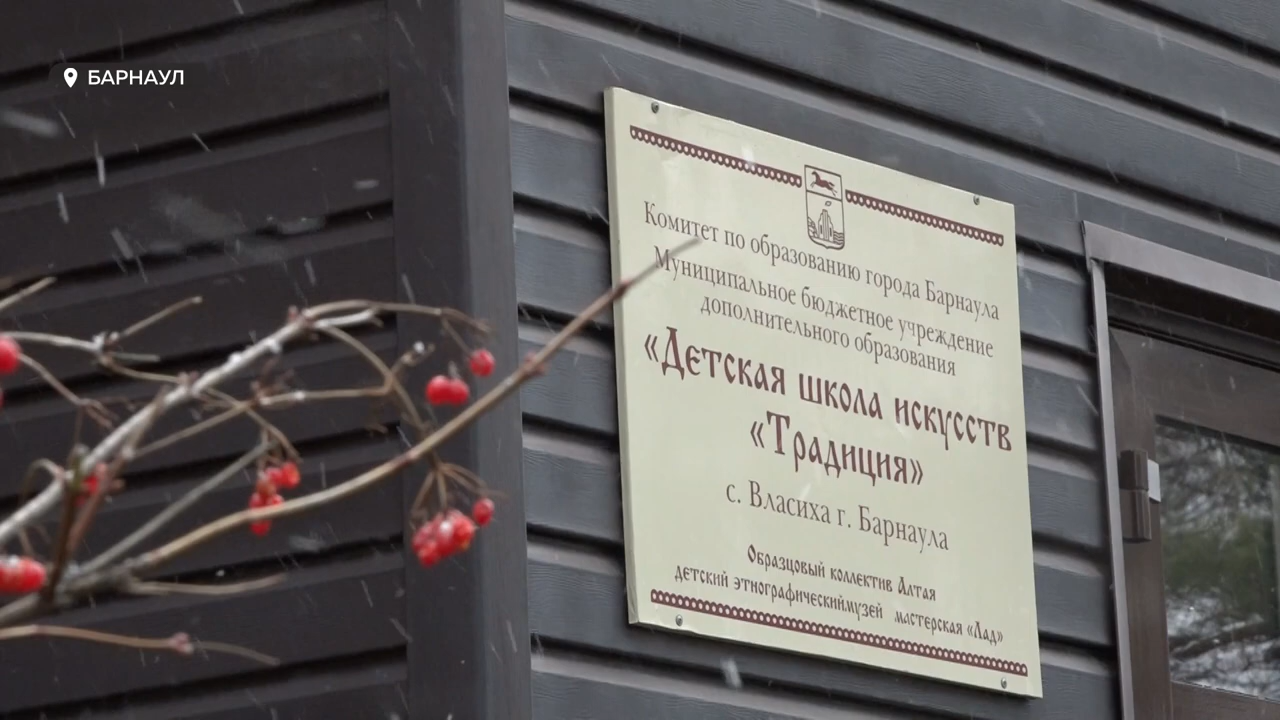 БАРНАУЛ
Комитет по образованию города Барнаула
Муниципальное бюджетное учреждение
дополнительного образования
«Детская школа искусств
«Традиция»
с. Власиха г. Барнаула
Образцовый коллектив Алтая
детский этнографическиймузей мастерская «Лад»